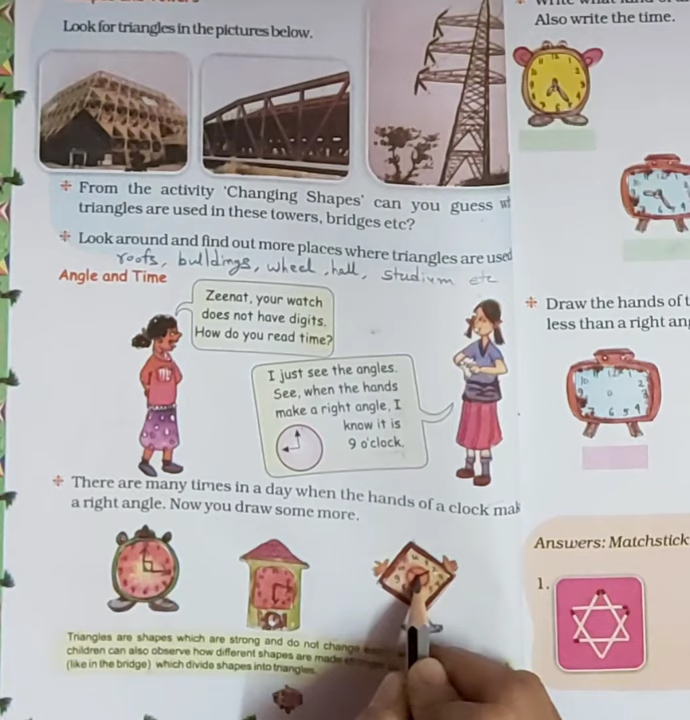 Look for triangles in the pictures below.
From the activity 'Changing Shapes' can you guess
triangles are used in these towers, bridges etc?
Look around and find out more places where triangles are used
roofs, buildings, wheel, hall, studium etc
Angle and Time
Zeenat, your watch
does not have digits.
How do you read time?
I just see the angles.
See, when the hands
make a right angle, I
know it is
9 o'clock.
There are many times in a day when the hands of a clock mak
a right angle. Now you draw some more.
Triangles are shapes which are strong and do not change
children can also observe how different shapes are made
(like in the bridge) which divide shapes into triangles.
Also write the time.
Draw the hands of t
less than a right ang
Answers: Matchstick
1.